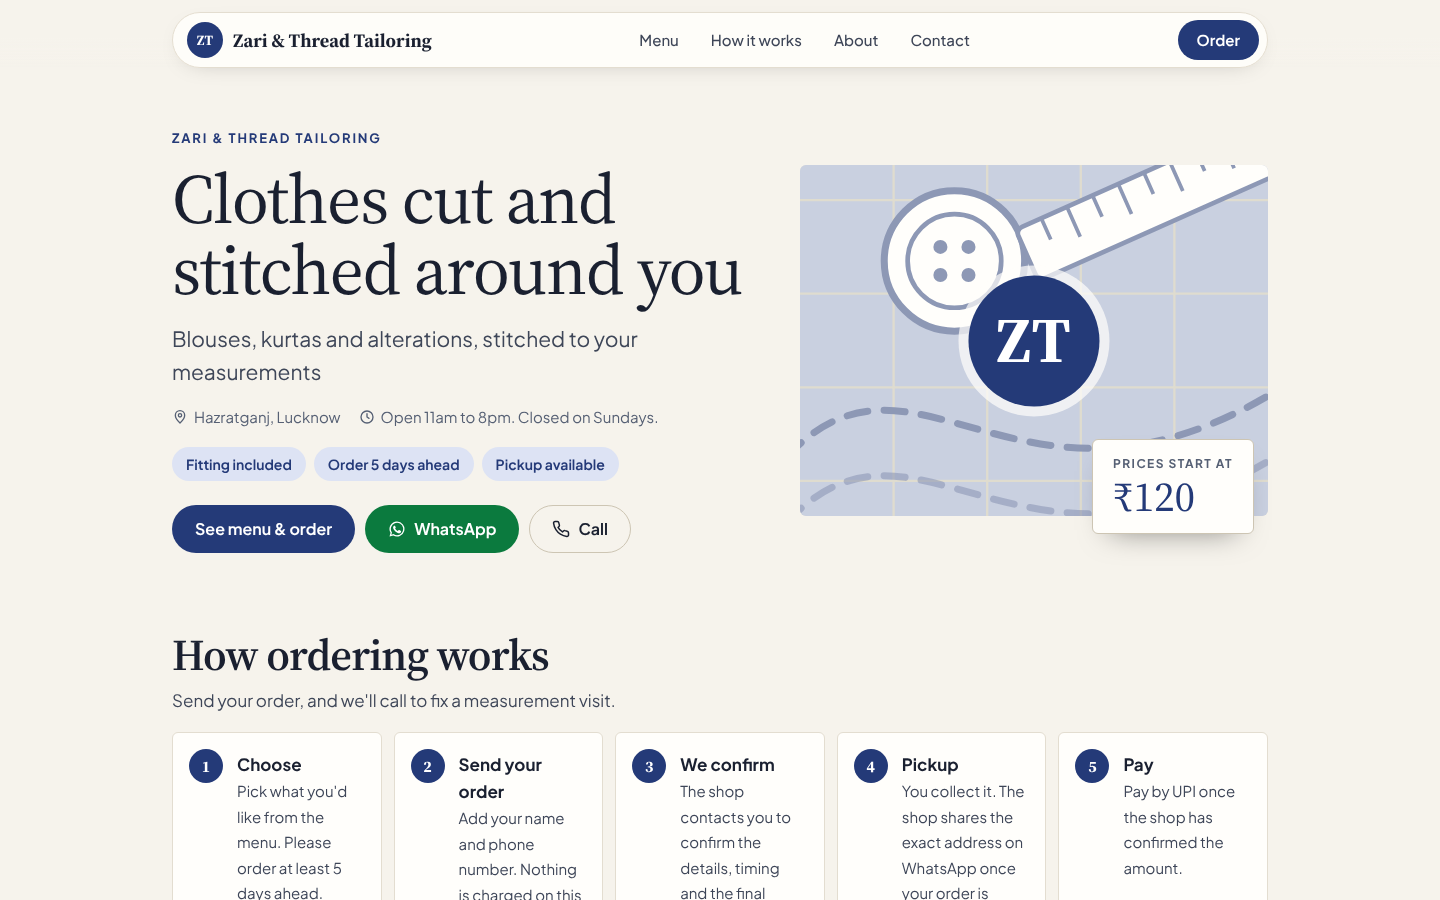 ZT Zari & Thread Tailoring
Menu How it works About Contact
Order
ZARI & THREAD TAILORING
Clothes cut and
stitched around you
Blouses, kurtas and alterations, stitched to your
measurements
Hazratganj, Lucknow Open 11am to 8pm. Closed on Sundays.
Fitting included Order 5 days ahead Pickup available
See menu & order WhatsApp Call
ZT
PRICES START AT
₹120
How ordering works
Send your order, and we'll call to fix a measurement visit.
1 Choose
Pick what you'd
like from the
menu. Please
order at least 5
days ahead.
2 Send your
order
Add your name
and phone
number. Nothing
is charged on this
3 We confirm
The shop
contacts you to
confirm the
details, timing
and the final
4 Pickup
You collect it. The
shop shares the
exact address on
WhatsApp once
your order is
5 Pay
Pay by UPI once
the shop has
confirmed the
amount.